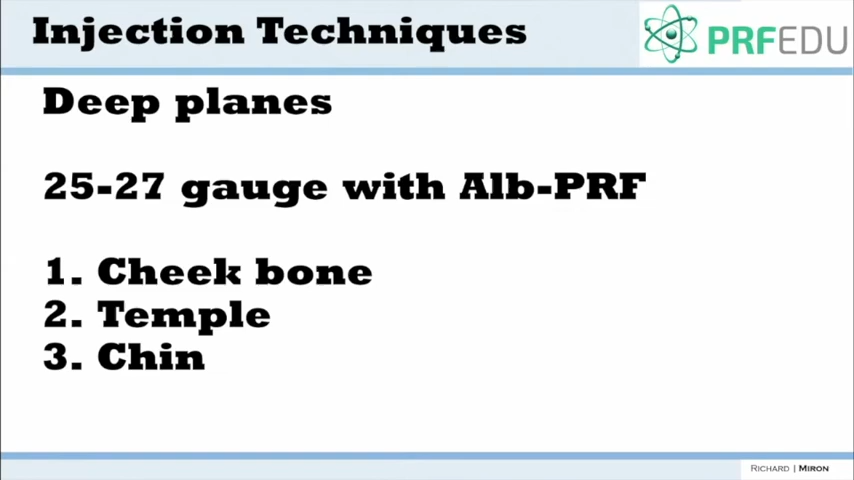 Injection Techniques
PRFEDU
Deep planes
25-27 gauge with Alb-PRF
1. Cheek bone
2. Temple
3. Chin
RICHARD | MIRON